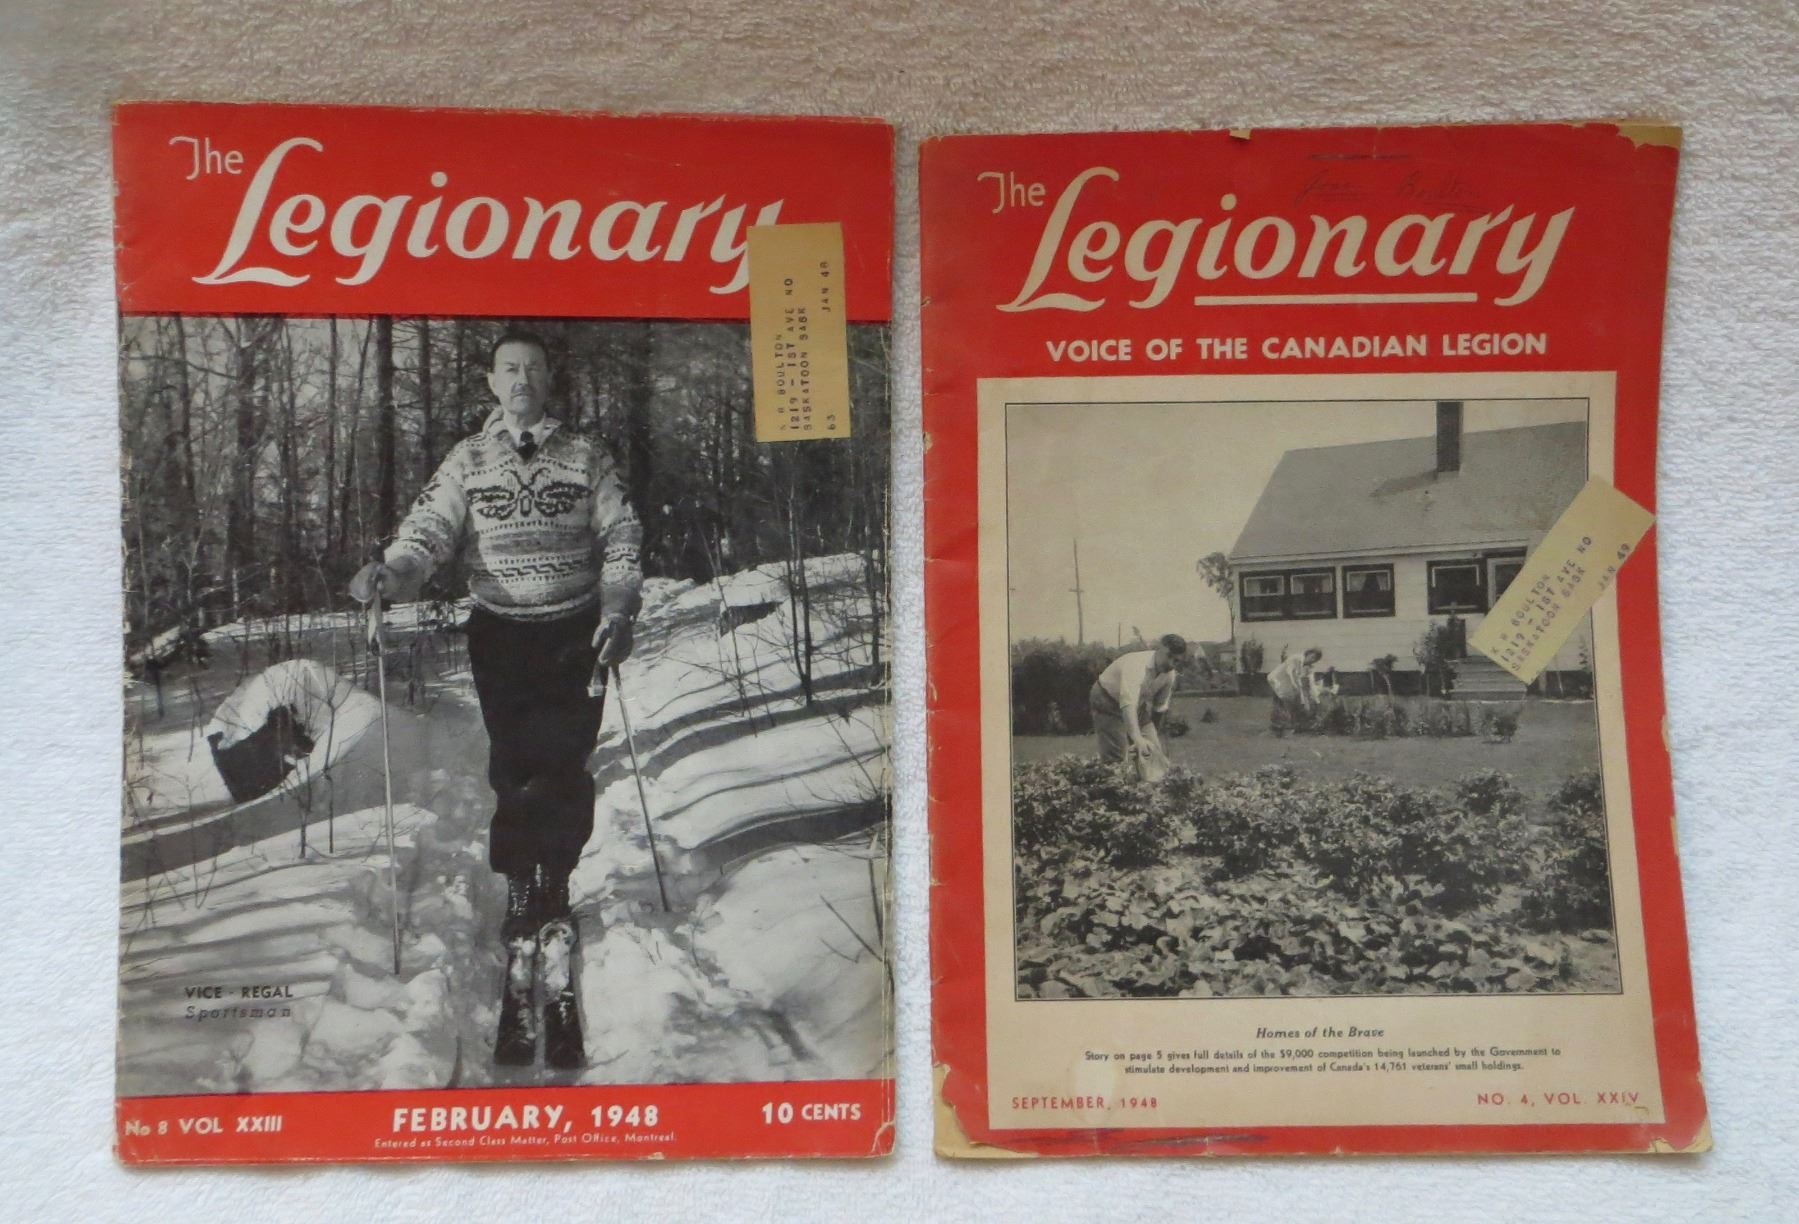 The
Legionary
BOULTON
1219 - 1ST AVE NO
SASKATOON SASK
63 JAN 48
VICE - REGAL
Sportsman
No 8 VOL XXIII
FEBRUARY, 1948
10 CENTS
Entered as Second Class Matter, Post Office, Montreal.
The
Legionary
VOICE OF THE CANADIAN LEGION
BOULTON
1219 - 1ST AVE NO
SASKATOON SASK
JAN 49
Homes of the Brave
Story on page 5 gives full details of the $9,000 competition being launched by the Government to
stimulate development and improvement of Canada's 14,761 veterans' small holdings.
SEPTEMBER, 1948
NO. 4, VOL. XXIV